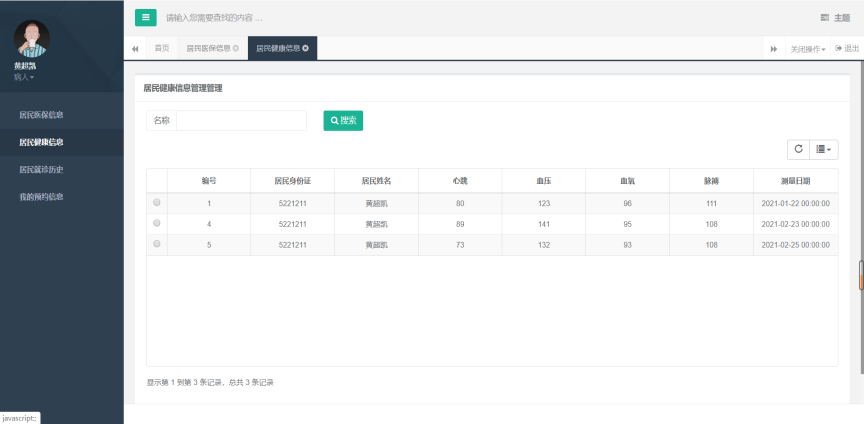 请输入您需要查找的内容 …
主题
黄超凯
病人
首页
居民医保信息
居民健康信息
关闭操作
退出
居民医保信息
居民健康信息
居民就诊历史
我的预约信息
居民健康信息管理管理
名称
搜索
编号 居民身份证 居民姓名 心跳 血压 血氧 脉搏 测量日期
1 5221211 黄超凯 80 123 96 111 2021-01-22 00:00:00
4 5221211 黄超凯 89 141 95 108 2021-02-23 00:00:00
5 5221211 黄超凯 73 132 93 108 2021-02-25 00:00:00
显示第 1 到第 3 条记录，总共 3 条记录
javascript:;